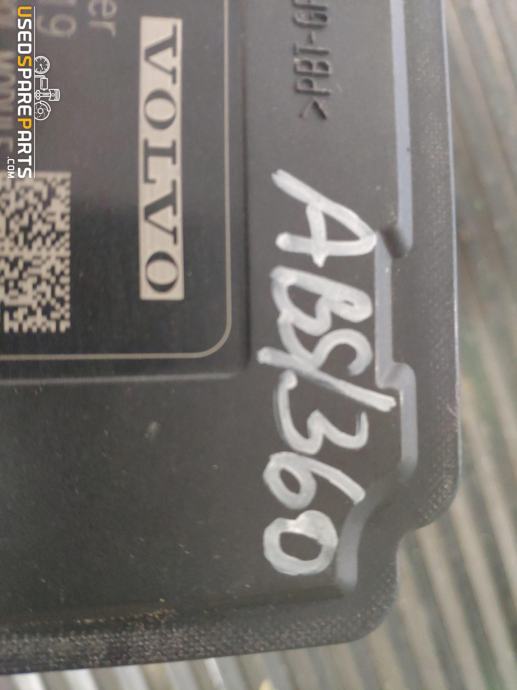 USEDSPAREPARTS
.COM
VOLVO
>PBT-GF
ABS/360